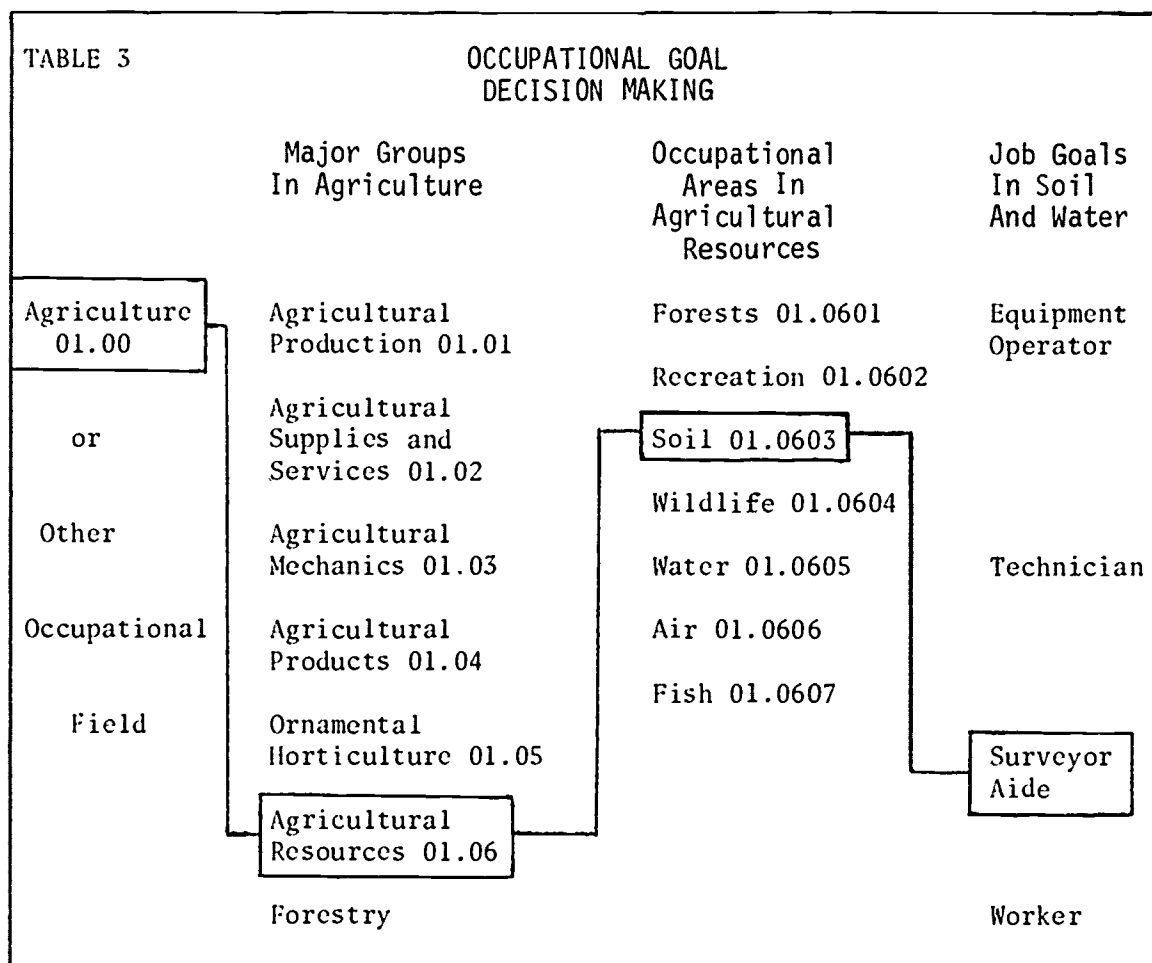 TABLE 3
OCCUPATIONAL GOAL
DECISION MAKING
Major Groups
In Agriculture
Occupational
Areas In
Agricultural
Resources
Job Goals
In Soil
And Water
Agriculture
01.00
or
Other
Occupational
Field
Agricultural
Production 01.01
Agricultural
Supplies and
Services 01.02
Agricultural
Mechanics 01.03
Agricultural
Products 01.04
Ornamental
Horticulture 01.05
Agricultural
Resources 01.06
Forestry
Forests 01.0601
Recreation 01.0602
Soil 01.0603
Wildlife 01.0604
Water 01.0605
Air 01.0606
Fish 01.0607
Equipment
Operator
Technician
Surveyor
Aide
Worker